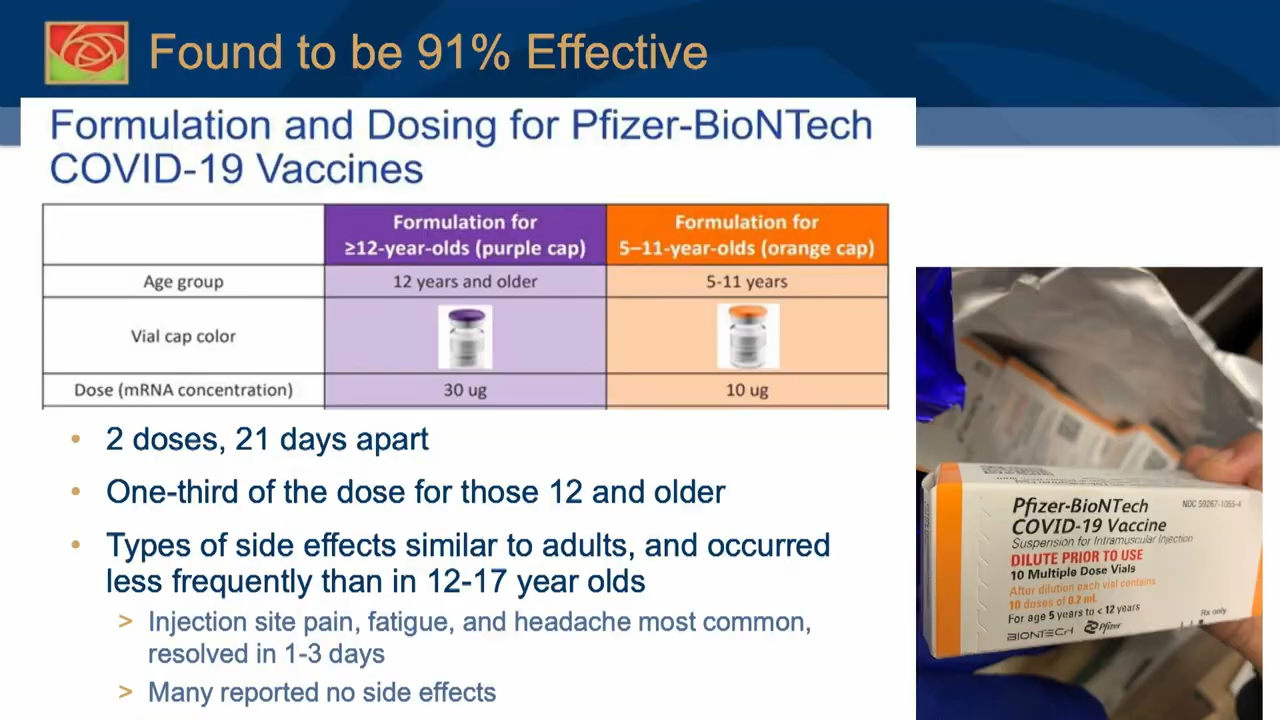 Found to be 91% Effective
Formulation and Dosing for Pfizer-BioNTech
COVID-19 Vaccines
Formulation for
≥12-year-olds (purple cap)
Formulation for
5–11-year-olds (orange cap)
Age group
12 years and older
5-11 years
Vial cap color
Dose (mRNA concentration)
30 ug
10 ug
• 2 doses, 21 days apart
• One-third of the dose for those 12 and older
• Types of side effects similar to adults, and occurred
less frequently than in 12-17 year olds
> Injection site pain, fatigue, and headache most common,
resolved in 1-3 days
> Many reported no side effects
Pfizer-BioNTech
NDC 59267-1055-4
COVID-19 Vaccine
Suspension for Intramuscular Injection
DILUTE PRIOR TO USE
10 Multiple Dose Vials
After dilution each vial contains
10 doses of 0.2 mL
For age 5 years to < 12 years
Rx only
BIONTECH Pfizer